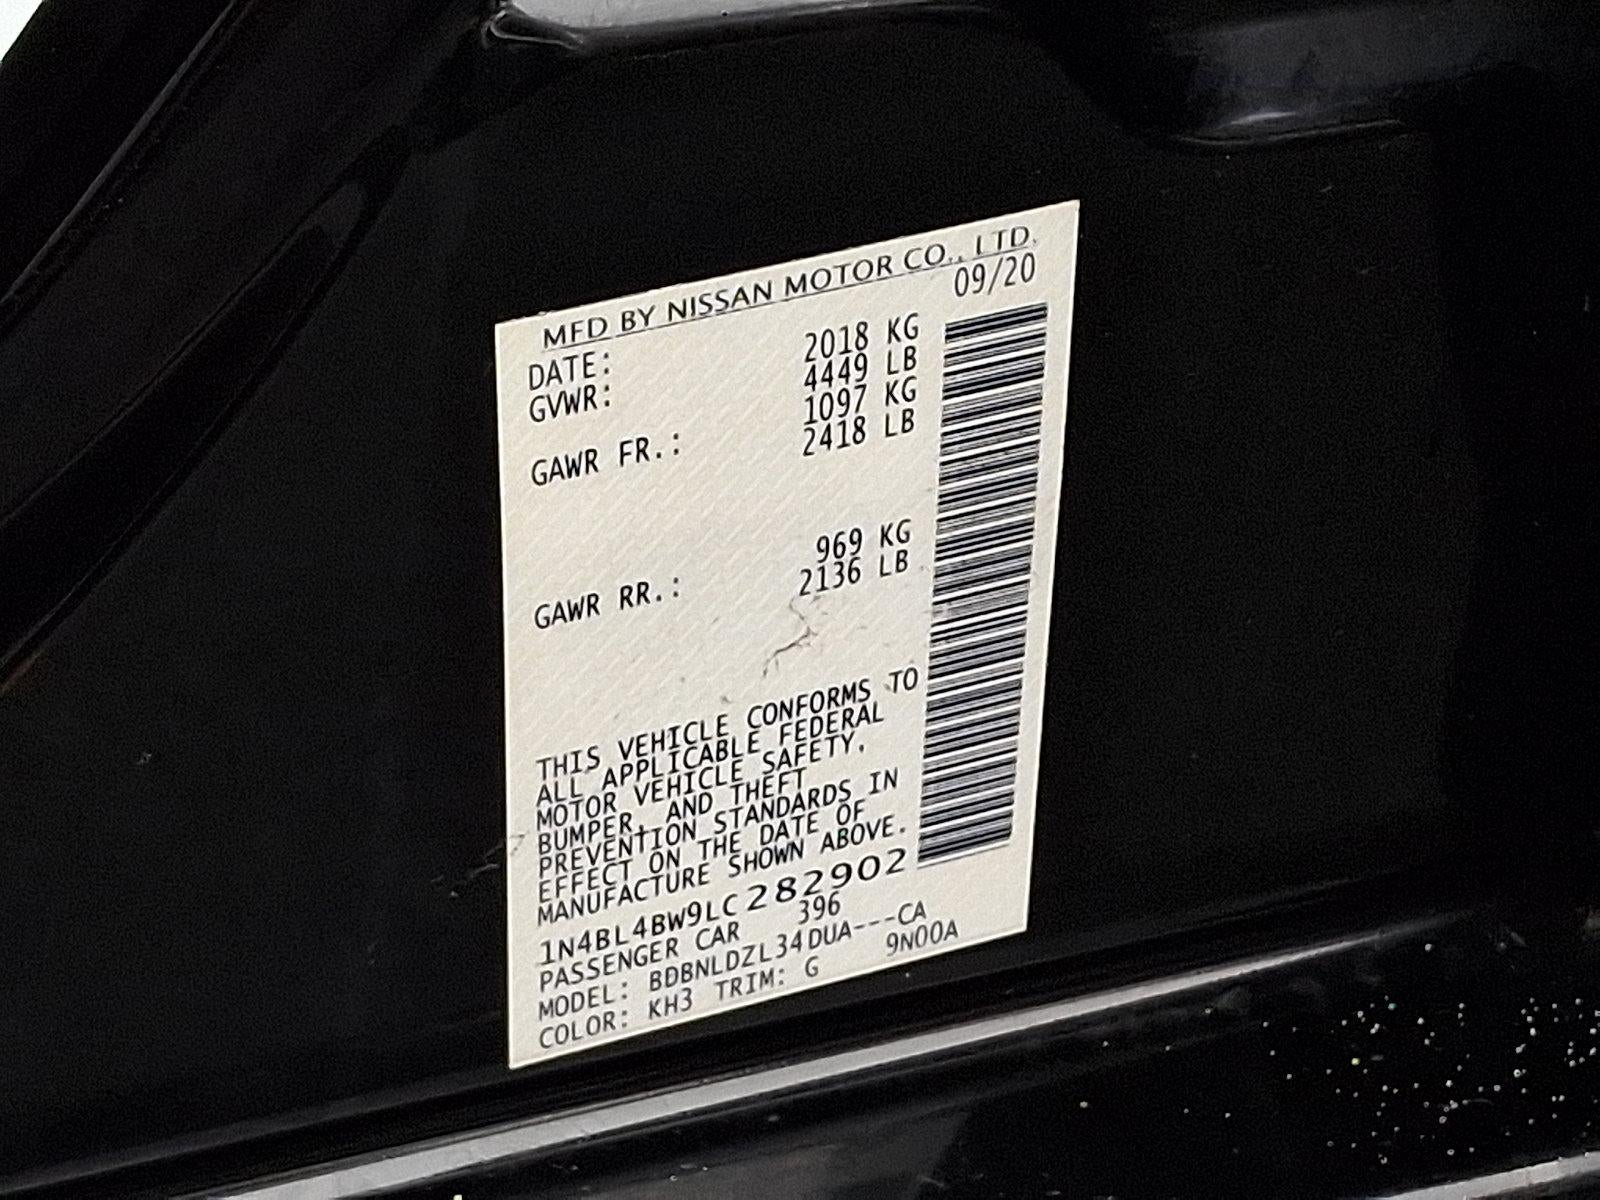 MFD BY NISSAN MOTOR CO., LTD.
DATE: 09/20
GVWR: 2018 KG
4449 LB
GAWR FR.: 1097 KG
2418 LB
GAWR RR.: 969 KG
2136 LB
THIS VEHICLE CONFORMS TO
ALL APPLICABLE FEDERAL
MOTOR VEHICLE SAFETY,
BUMPER, AND THEFT
PREVENTION STANDARDS IN
EFFECT ON THE DATE OF
MANUFACTURE SHOWN ABOVE.
1N4BL4BW9LC282902
PASSENGER CAR 396
MODEL: BDBNLDZL34DUA---CA
COLOR: KH3 TRIM: G 9N00A